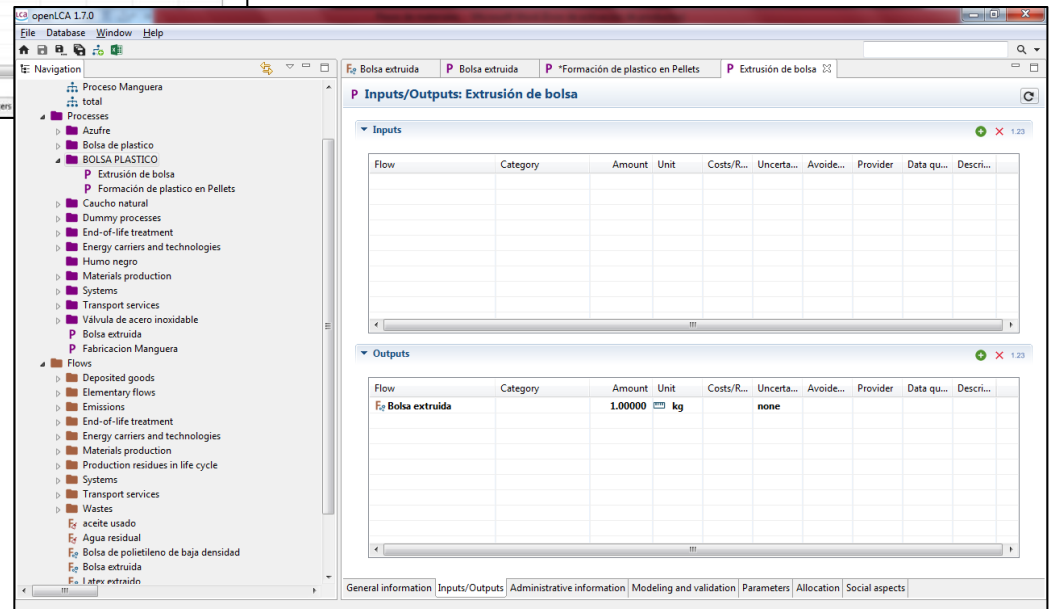 openLCA 1.7.0
File Database Window Help
Navigation
Proceso Manguera
total
Processes
Azufre
Bolsa de plastico
BOLSA PLASTICO
P Extrusión de bolsa
P Formación de plastico en Pellets
Caucho natural
Dummy processes
End-of-life treatment
Energy carriers and technologies
Humo negro
Materials production
Systems
Transport services
Válvula de acero inoxidable
P Bolsa extruida
P Fabricacion Manguera
Flows
Deposited goods
Elementary flows
Emissions
End-of-life treatment
Energy carriers and technologies
Materials production
Production residues in life cycle
Systems
Transport services
Wastes
aceite usado
Agua residual
Bolsa de polietileno de baja densidad
Bolsa extruida
Latex extraido
Bolsa extruida P Bolsa extruida P *Formación de plastico en Pellets P Extrusión de bolsa
P Inputs/Outputs: Extrusión de bolsa
Inputs 1.23
Flow Category Amount Unit Costs/R... Uncerta... Avoide... Provider Data qu... Descri...
Outputs 1.23
Flow Category Amount Unit Costs/R... Uncerta... Avoide... Provider Data qu... Descri...
Bolsa extruida 1.00000 kg none
General information Inputs/Outputs Administrative information Modeling and validation Parameters Allocation Social aspects